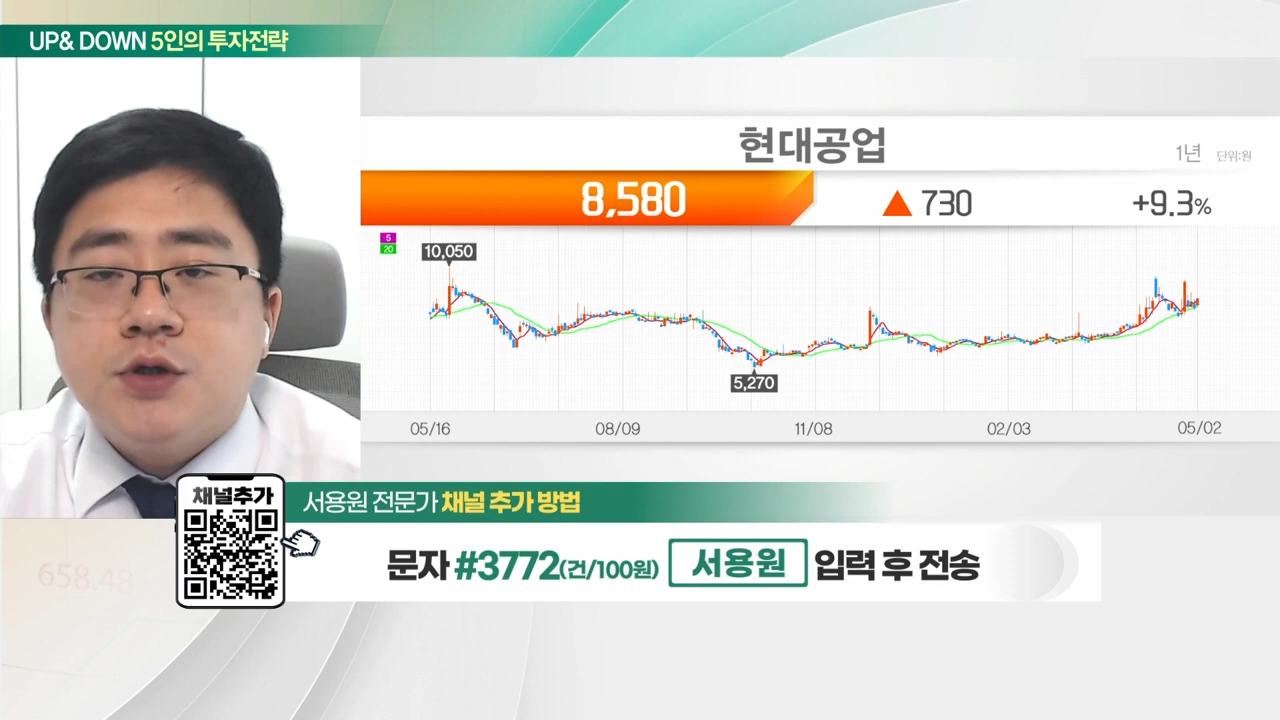 UP& DOWN 5인의 투자전략
현대공업
1년 단위:원
8,580 ▲ 730 +9.3%
5
20
10,050
5,270
05/16 08/09 11/08 02/03 05/02
채널추가
서용원 전문가 채널 추가 방법
문자 #3772(건/100원) 서용원 입력 후 전송
658.48